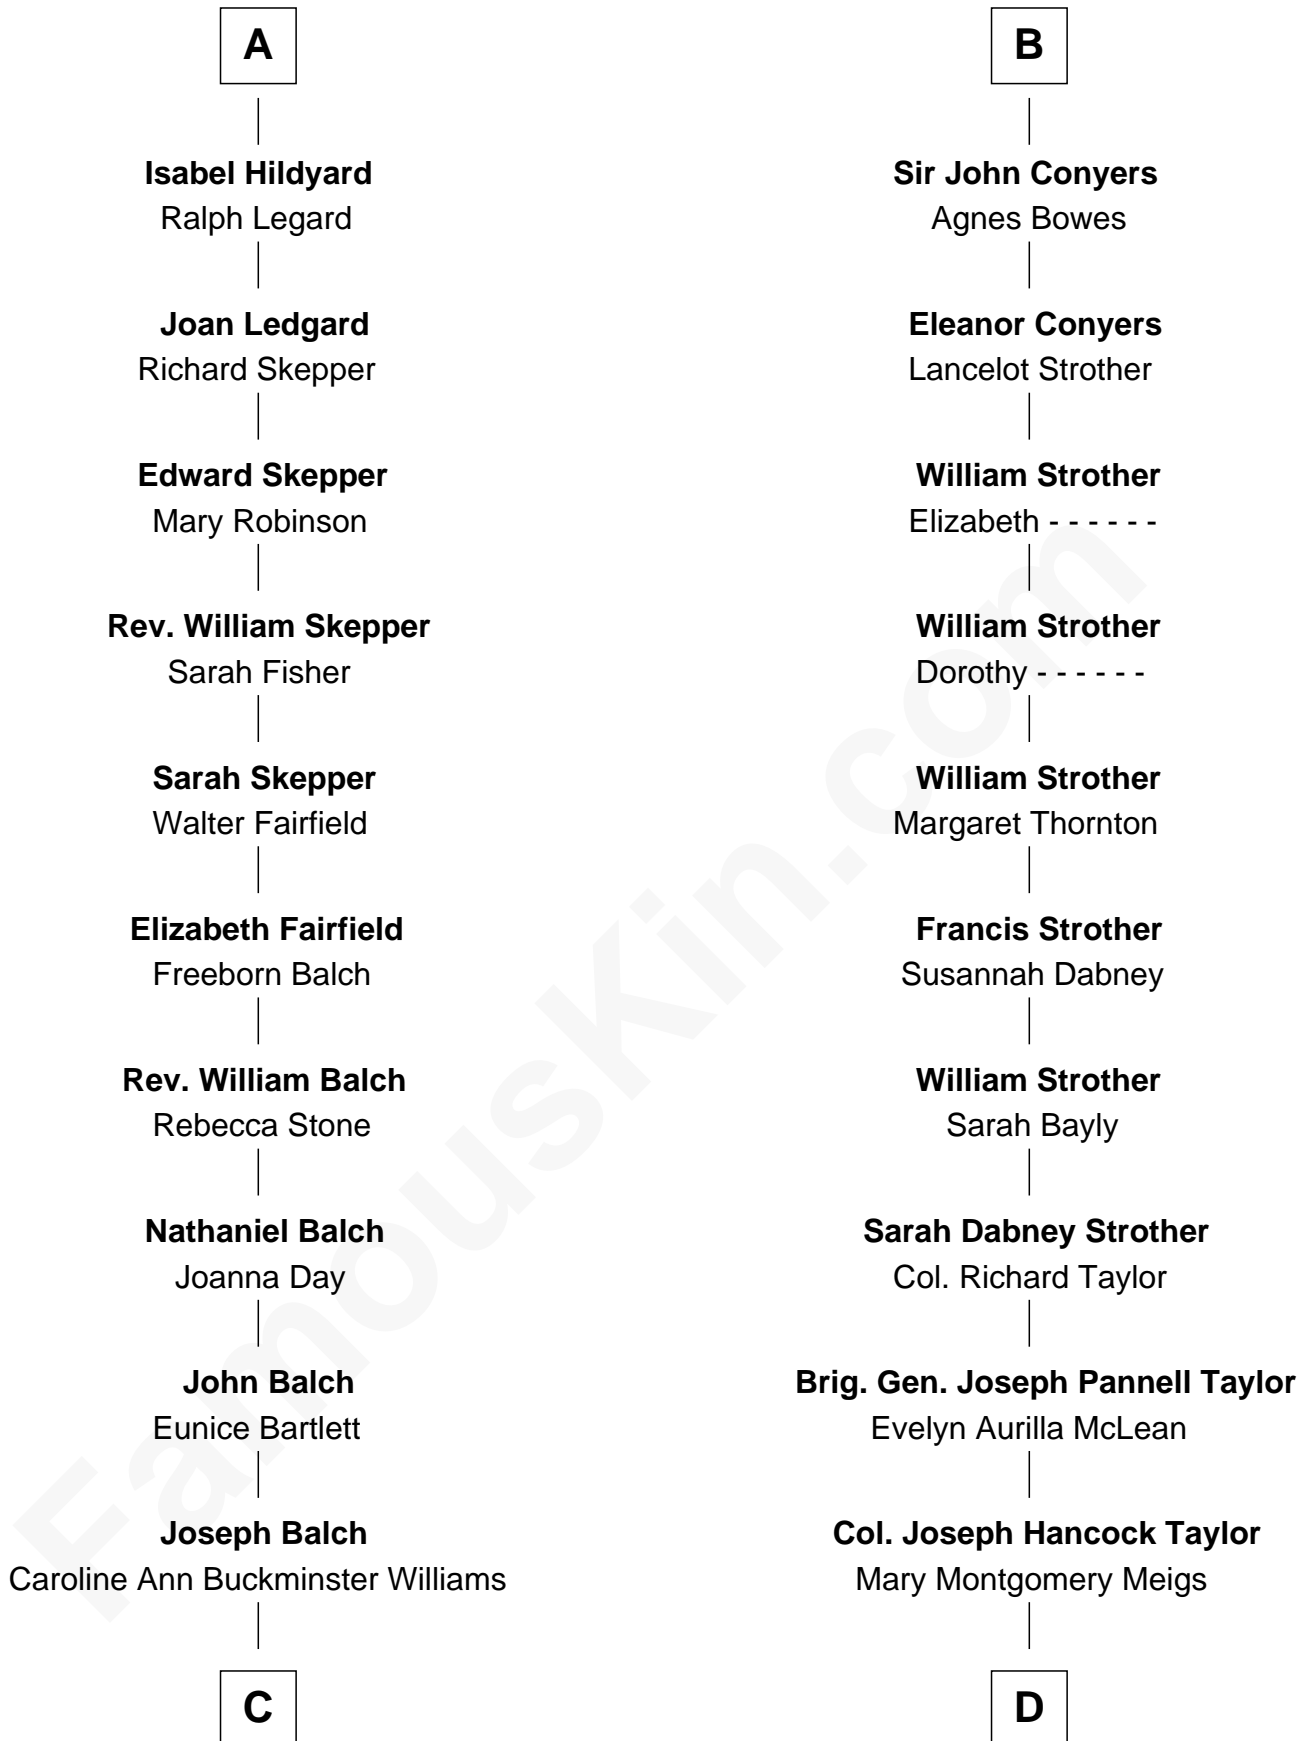 A
Isabel Hildyard
Ralph Legard
Joan Ledgard
Richard Skepper
Edward Skepper
Mary Robinson
Rev. William Skepper
Sarah Fisher
Sarah Skepper
Walter Fairfield
Elizabeth Fairfield
Freeborn Balch
Rev. William Balch
Rebecca Stone
Nathaniel Balch
Joanna Day
John Balch
Eunice Bartlett
Joseph Balch
Caroline Ann Buckminster Williams
C
B
Sir John Conyers
Agnes Bowes
Eleanor Conyers
Lancelot Strother
William Strother
Elizabeth - - - - - -
William Strother
Dorothy - - - - - -
William Strother
Margaret Thornton
Francis Strother
Susannah Dabney
William Strother
Sarah Bayly
Sarah Dabney Strother
Col. Richard Taylor
Brig. Gen. Joseph Pannell Taylor
Evelyn Aurilla McLean
Col. Joseph Hancock Taylor
Mary Montgomery Meigs
D
FamousKin.com